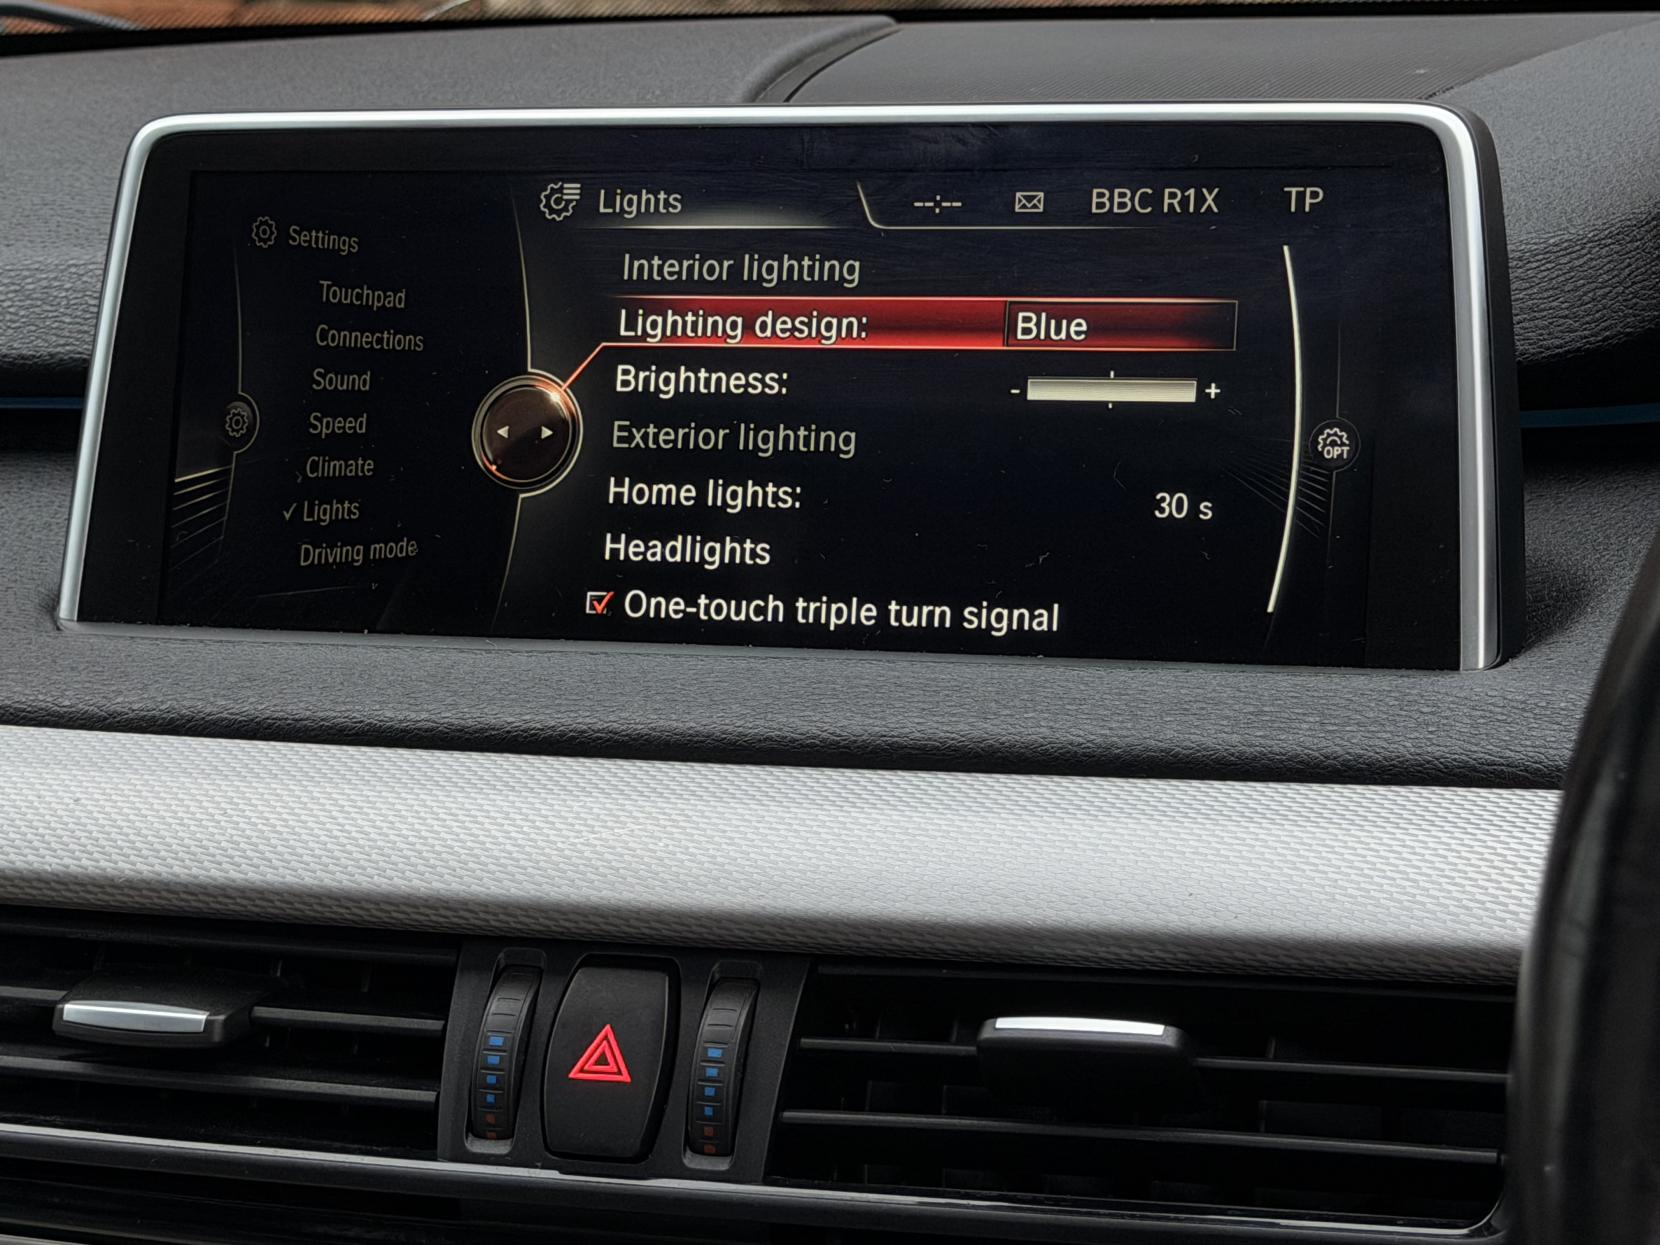 Lights --:-- BBC R1X TP
Settings
Touchpad
Connections
Sound
Speed
Climate
✓ Lights
Driving mode
Interior lighting
Lighting design: Blue
Brightness: - +
Exterior lighting
Home lights: 30 s
Headlights
One-touch triple turn signal
OPT